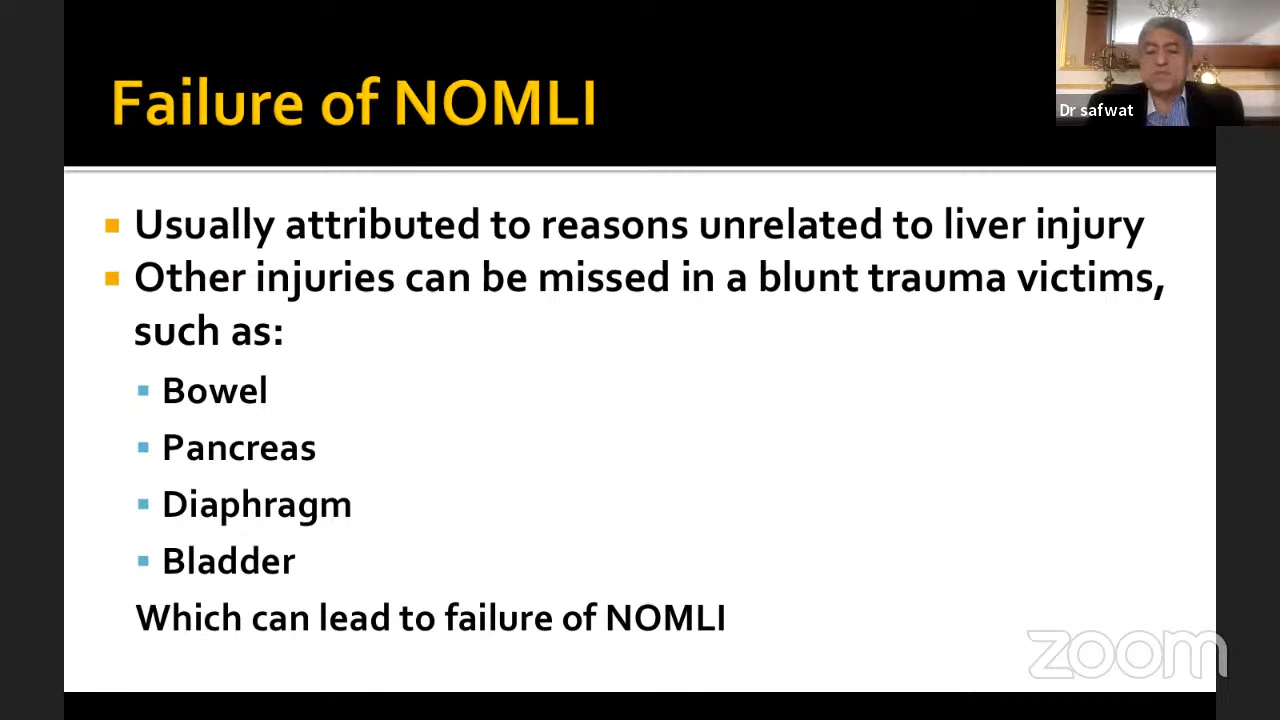 Failure of NOMLI
Dr safwat
Usually attributed to reasons unrelated to liver injury
Other injuries can be missed in a blunt trauma victims,
such as:
Bowel
Pancreas
Diaphragm
Bladder
Which can lead to failure of NOMLI
zoom